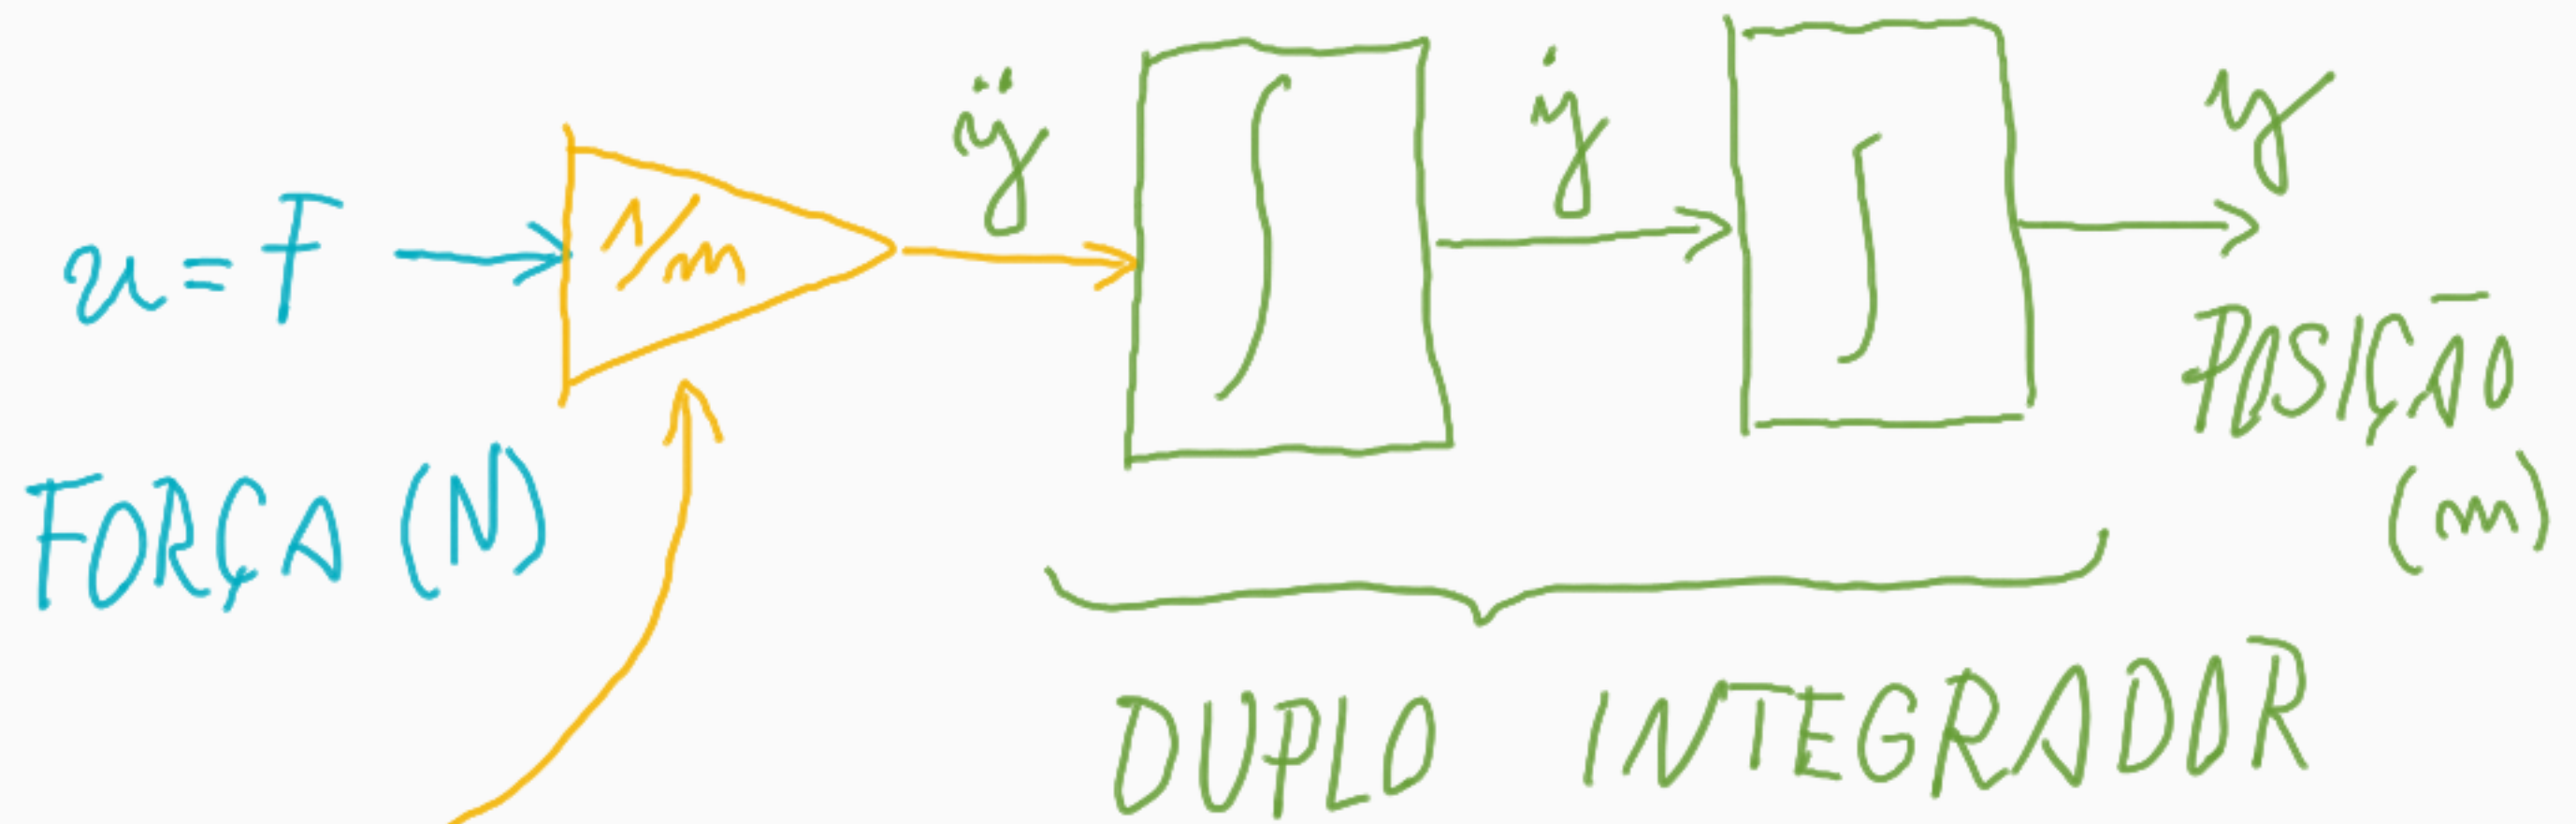 u = F
1/m
ÿ
∫
ẏ
∫
y
FORÇA (N)
POSIÇÃO
(m)
DUPLO INTEGRADOR